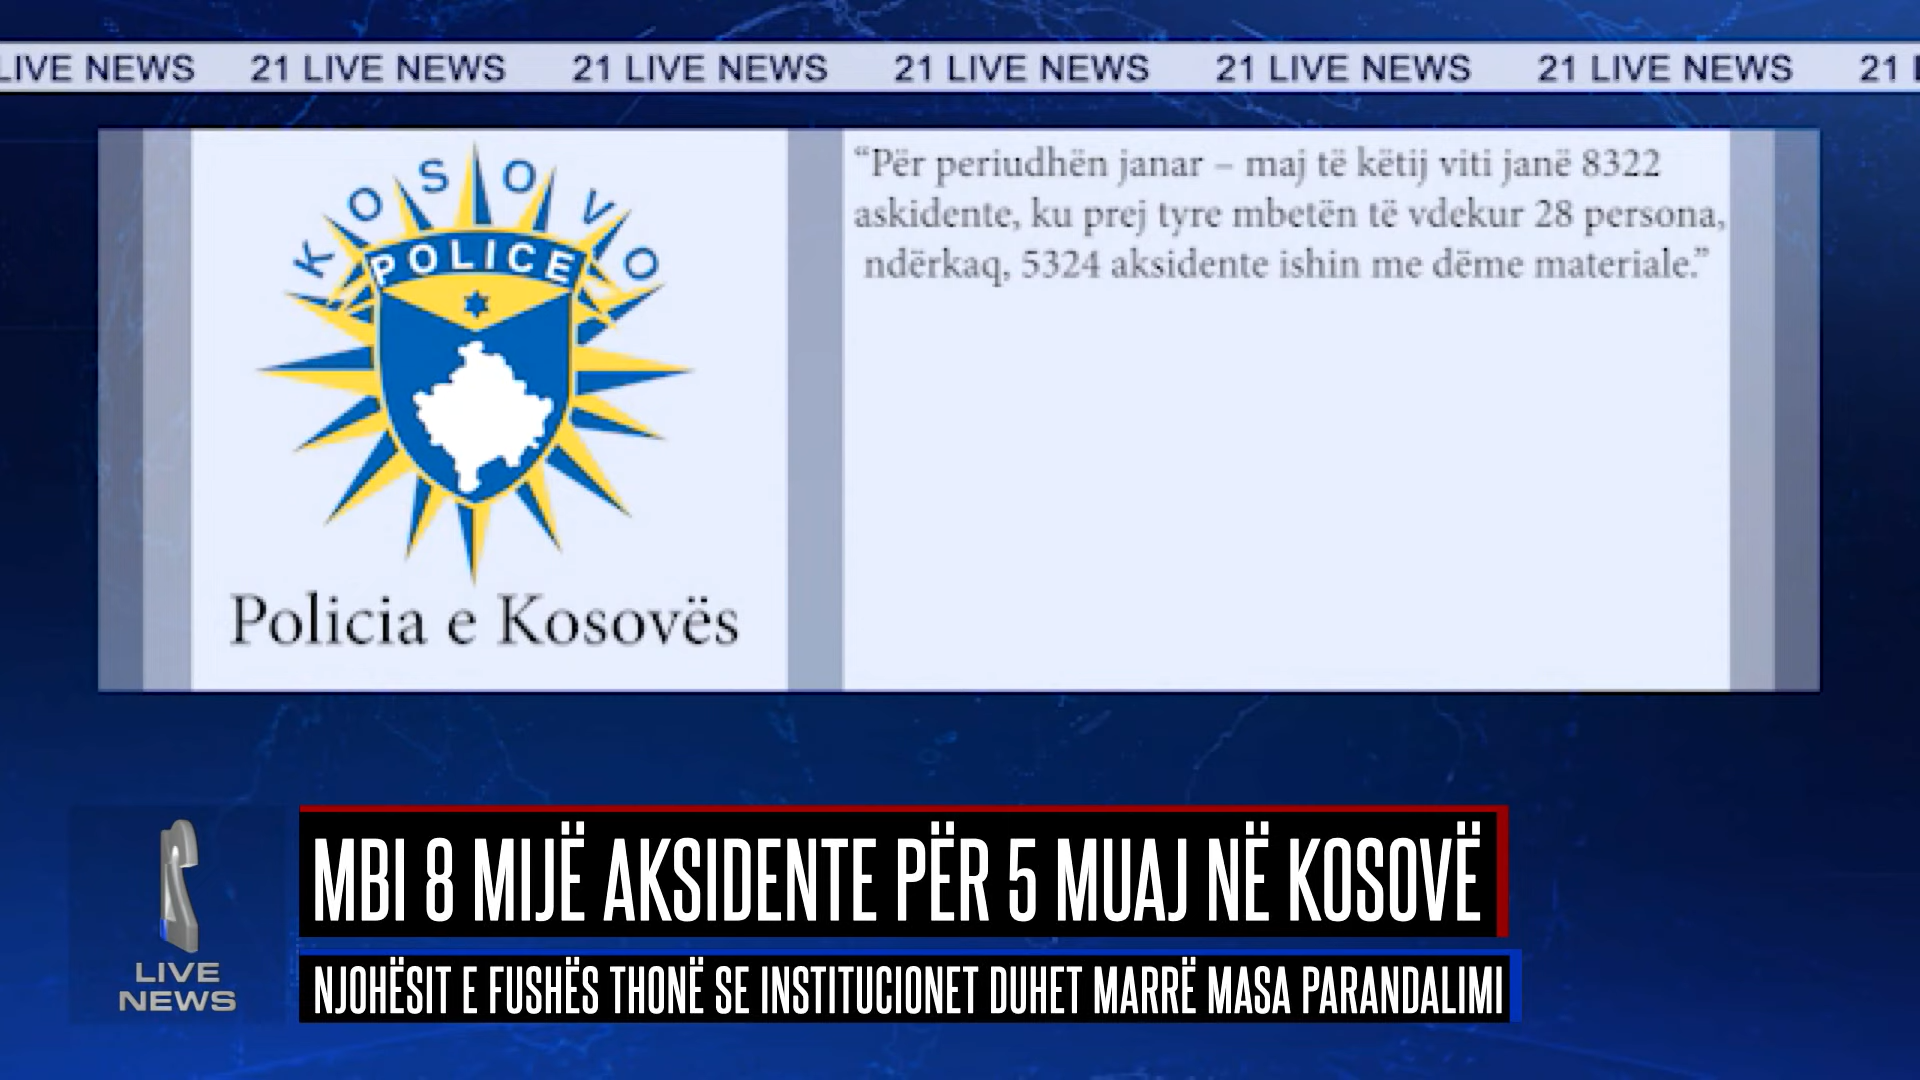 LIVE NEWS 21 LIVE NEWS 21 LIVE NEWS 21 LIVE NEWS 21 LIVE NEWS 21 LIVE NEWS 21
KOSOVO
POLICE
Policia e Kosovës
“Për periudhën janar – maj të këtij viti janë 8322
askidente, ku prej tyre mbetën të vdekur 28 persona,
ndërkaq, 5324 aksidente ishin me dëme materiale.”
MBI 8 MIJË AKSIDENTE PËR 5 MUAJ NË KOSOVË
NJOHËSIT E FUSHËS THONË SE INSTITUCIONET DUHET MARRË MASA PARANDALIMI
LIVE
NEWS